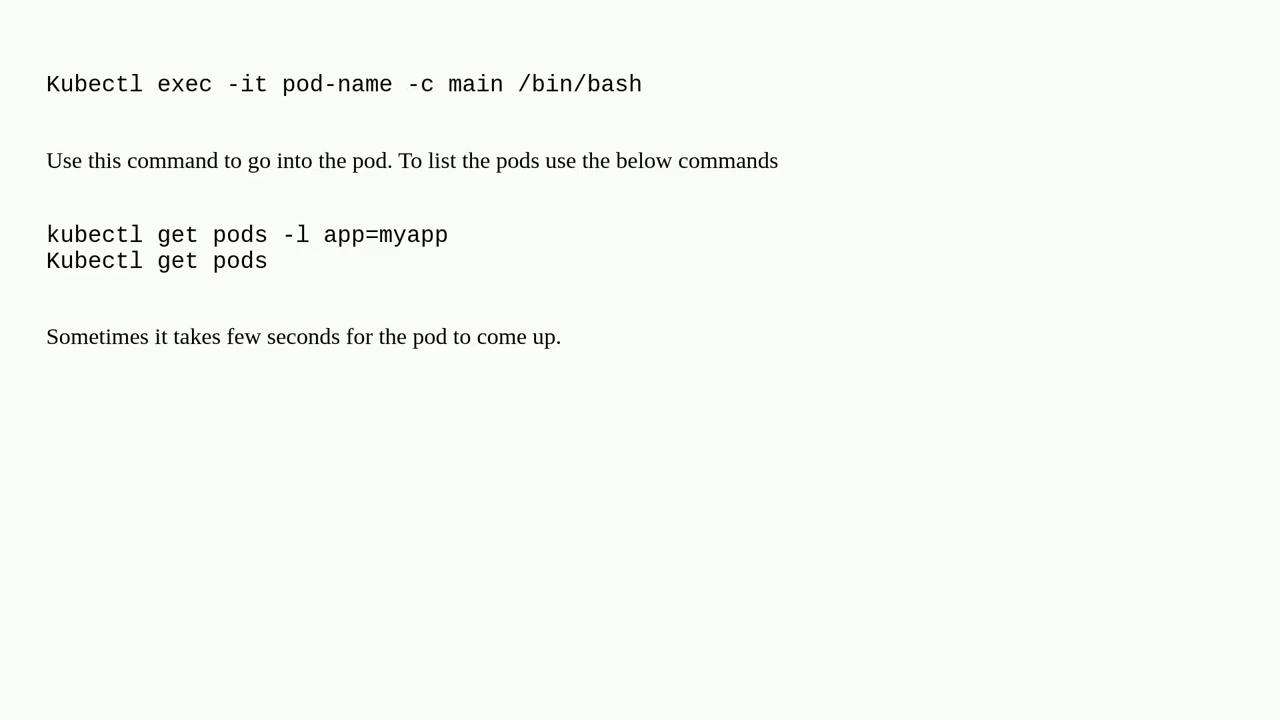 Kubectl exec -it pod-name -c main /bin/bash
Use this command to go into the pod. To list the pods use the below commands
kubectl get pods -l app=myapp
Kubectl get pods
Sometimes it takes few seconds for the pod to come up.